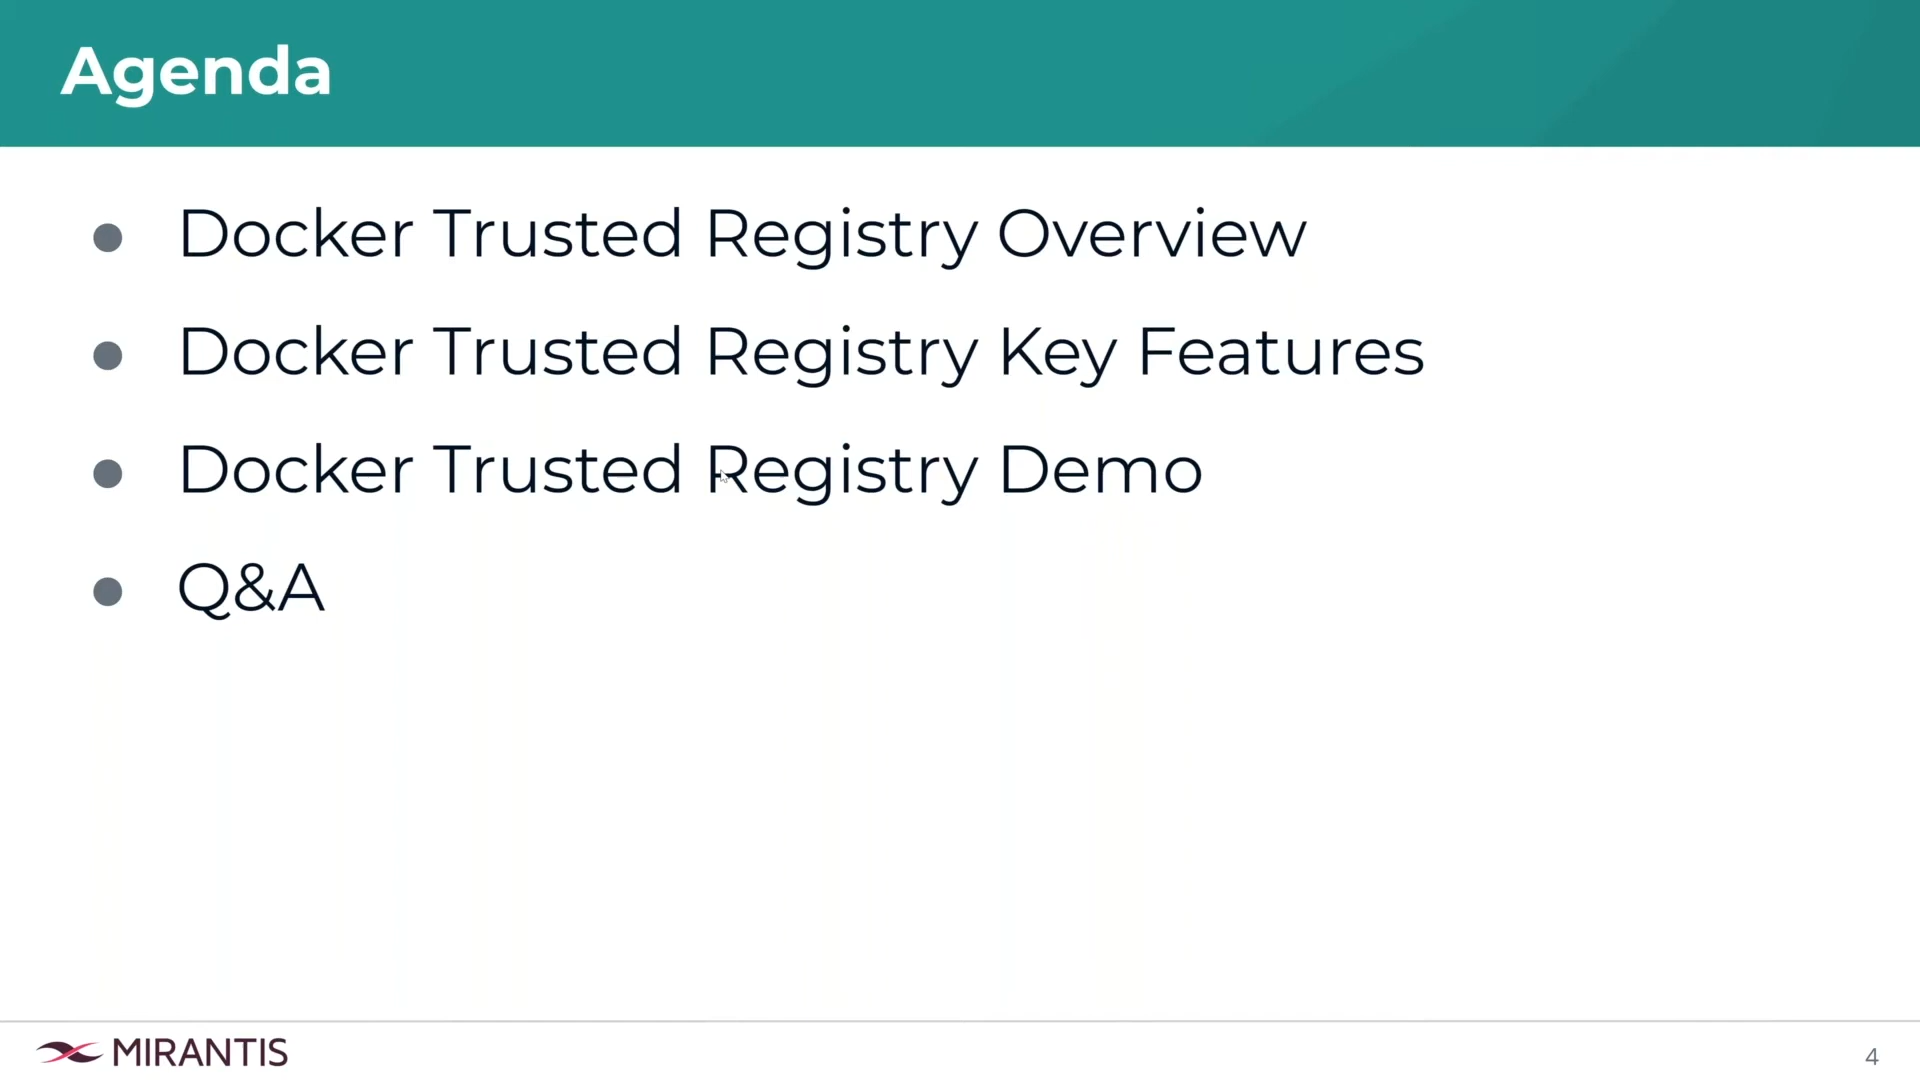 Agenda
● Docker Trusted Registry Overview
● Docker Trusted Registry Key Features
● Docker Trusted Registry Demo
● Q&A
MIRANTIS
4